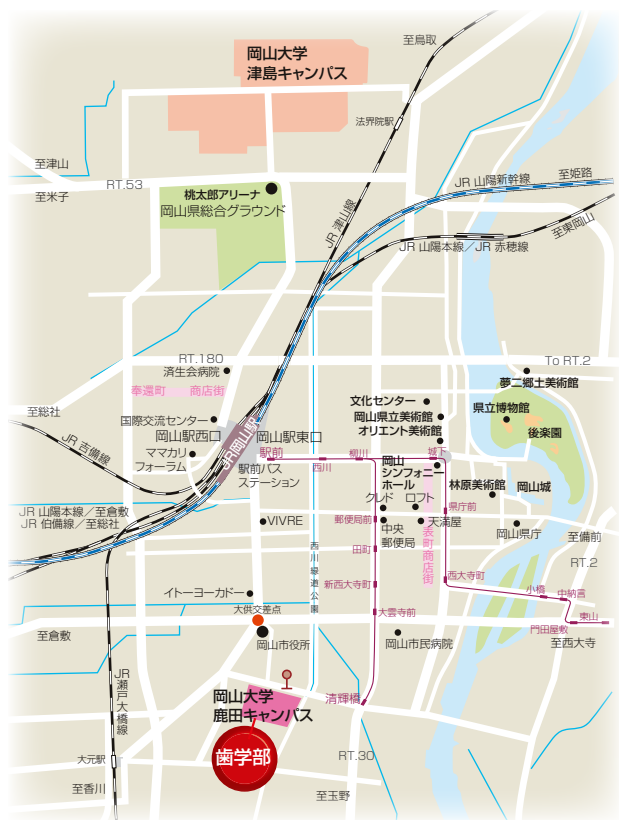 岡山大学
津島キャンパス
至鳥取
法界院駅
至津山
至米子
RT.53
桃太郎アリーナ
岡山県総合グラウンド
JR 津山線
JR 山陽新幹線
至姫路
至東岡山
JR 山陽本線／JR 赤穂線
RT.180
To RT.2
済生会病院
奉還町 商店街
夢二郷土美術館
至総社
国際交流センター
岡山駅西口
ママカリ
フォーラム
JR 吉備線
JR岡山駅
岡山駅東口
駅前
駅前バス
ステーション
文化センター
岡山県立美術館
オリエント美術館
県立博物館
後楽園
西川
柳川
城下
岡山
シンフォニー
ホール
クレド
ロフト
林原美術館
岡山城
県庁前
JR 山陽本線／至倉敷
JR 伯備線／至総社
VIVRE
郵便局前
中央
郵便局
天満屋
表町商店街
岡山県庁
至備前
RT.2
西川緑道公園
田町
新西大寺町
西大寺町
小橋
中納言
イトーヨーカドー
大供交差点
大雲寺前
東山
門田屋敷
至倉敷
岡山市役所
岡山市民病院
至西大寺
JR瀬戸大橋線
岡山大学
鹿田キャンパス
清輝橋
歯学部
大元駅
RT.30
至香川
至玉野